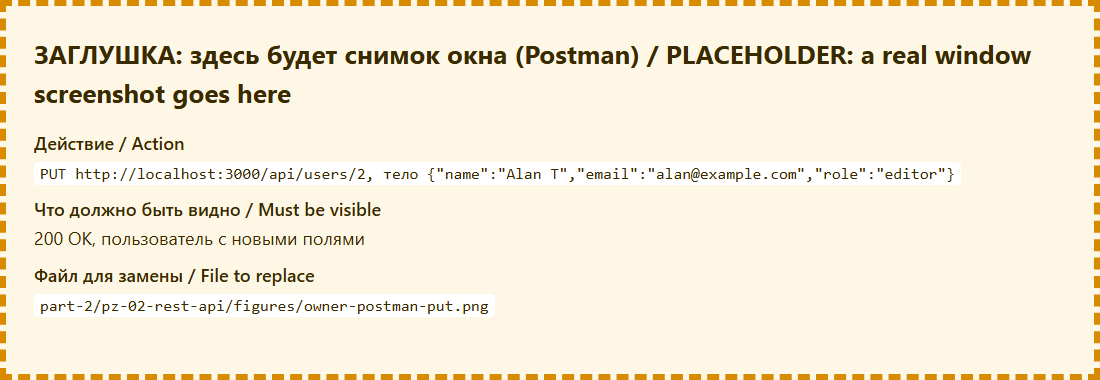 ЗАГЛУШКА: здесь будет снимок окна (Postman) / PLACEHOLDER: a real window
screenshot goes here
Действие / Action
PUT http://localhost:3000/api/users/2, тело {"name":"Alan T","email":"alan@example.com","role":"editor"}
Что должно быть видно / Must be visible
200 OK, пользователь с новыми полями
Файл для замены / File to replace
part-2/pz-02-rest-api/figures/owner-postman-put.png